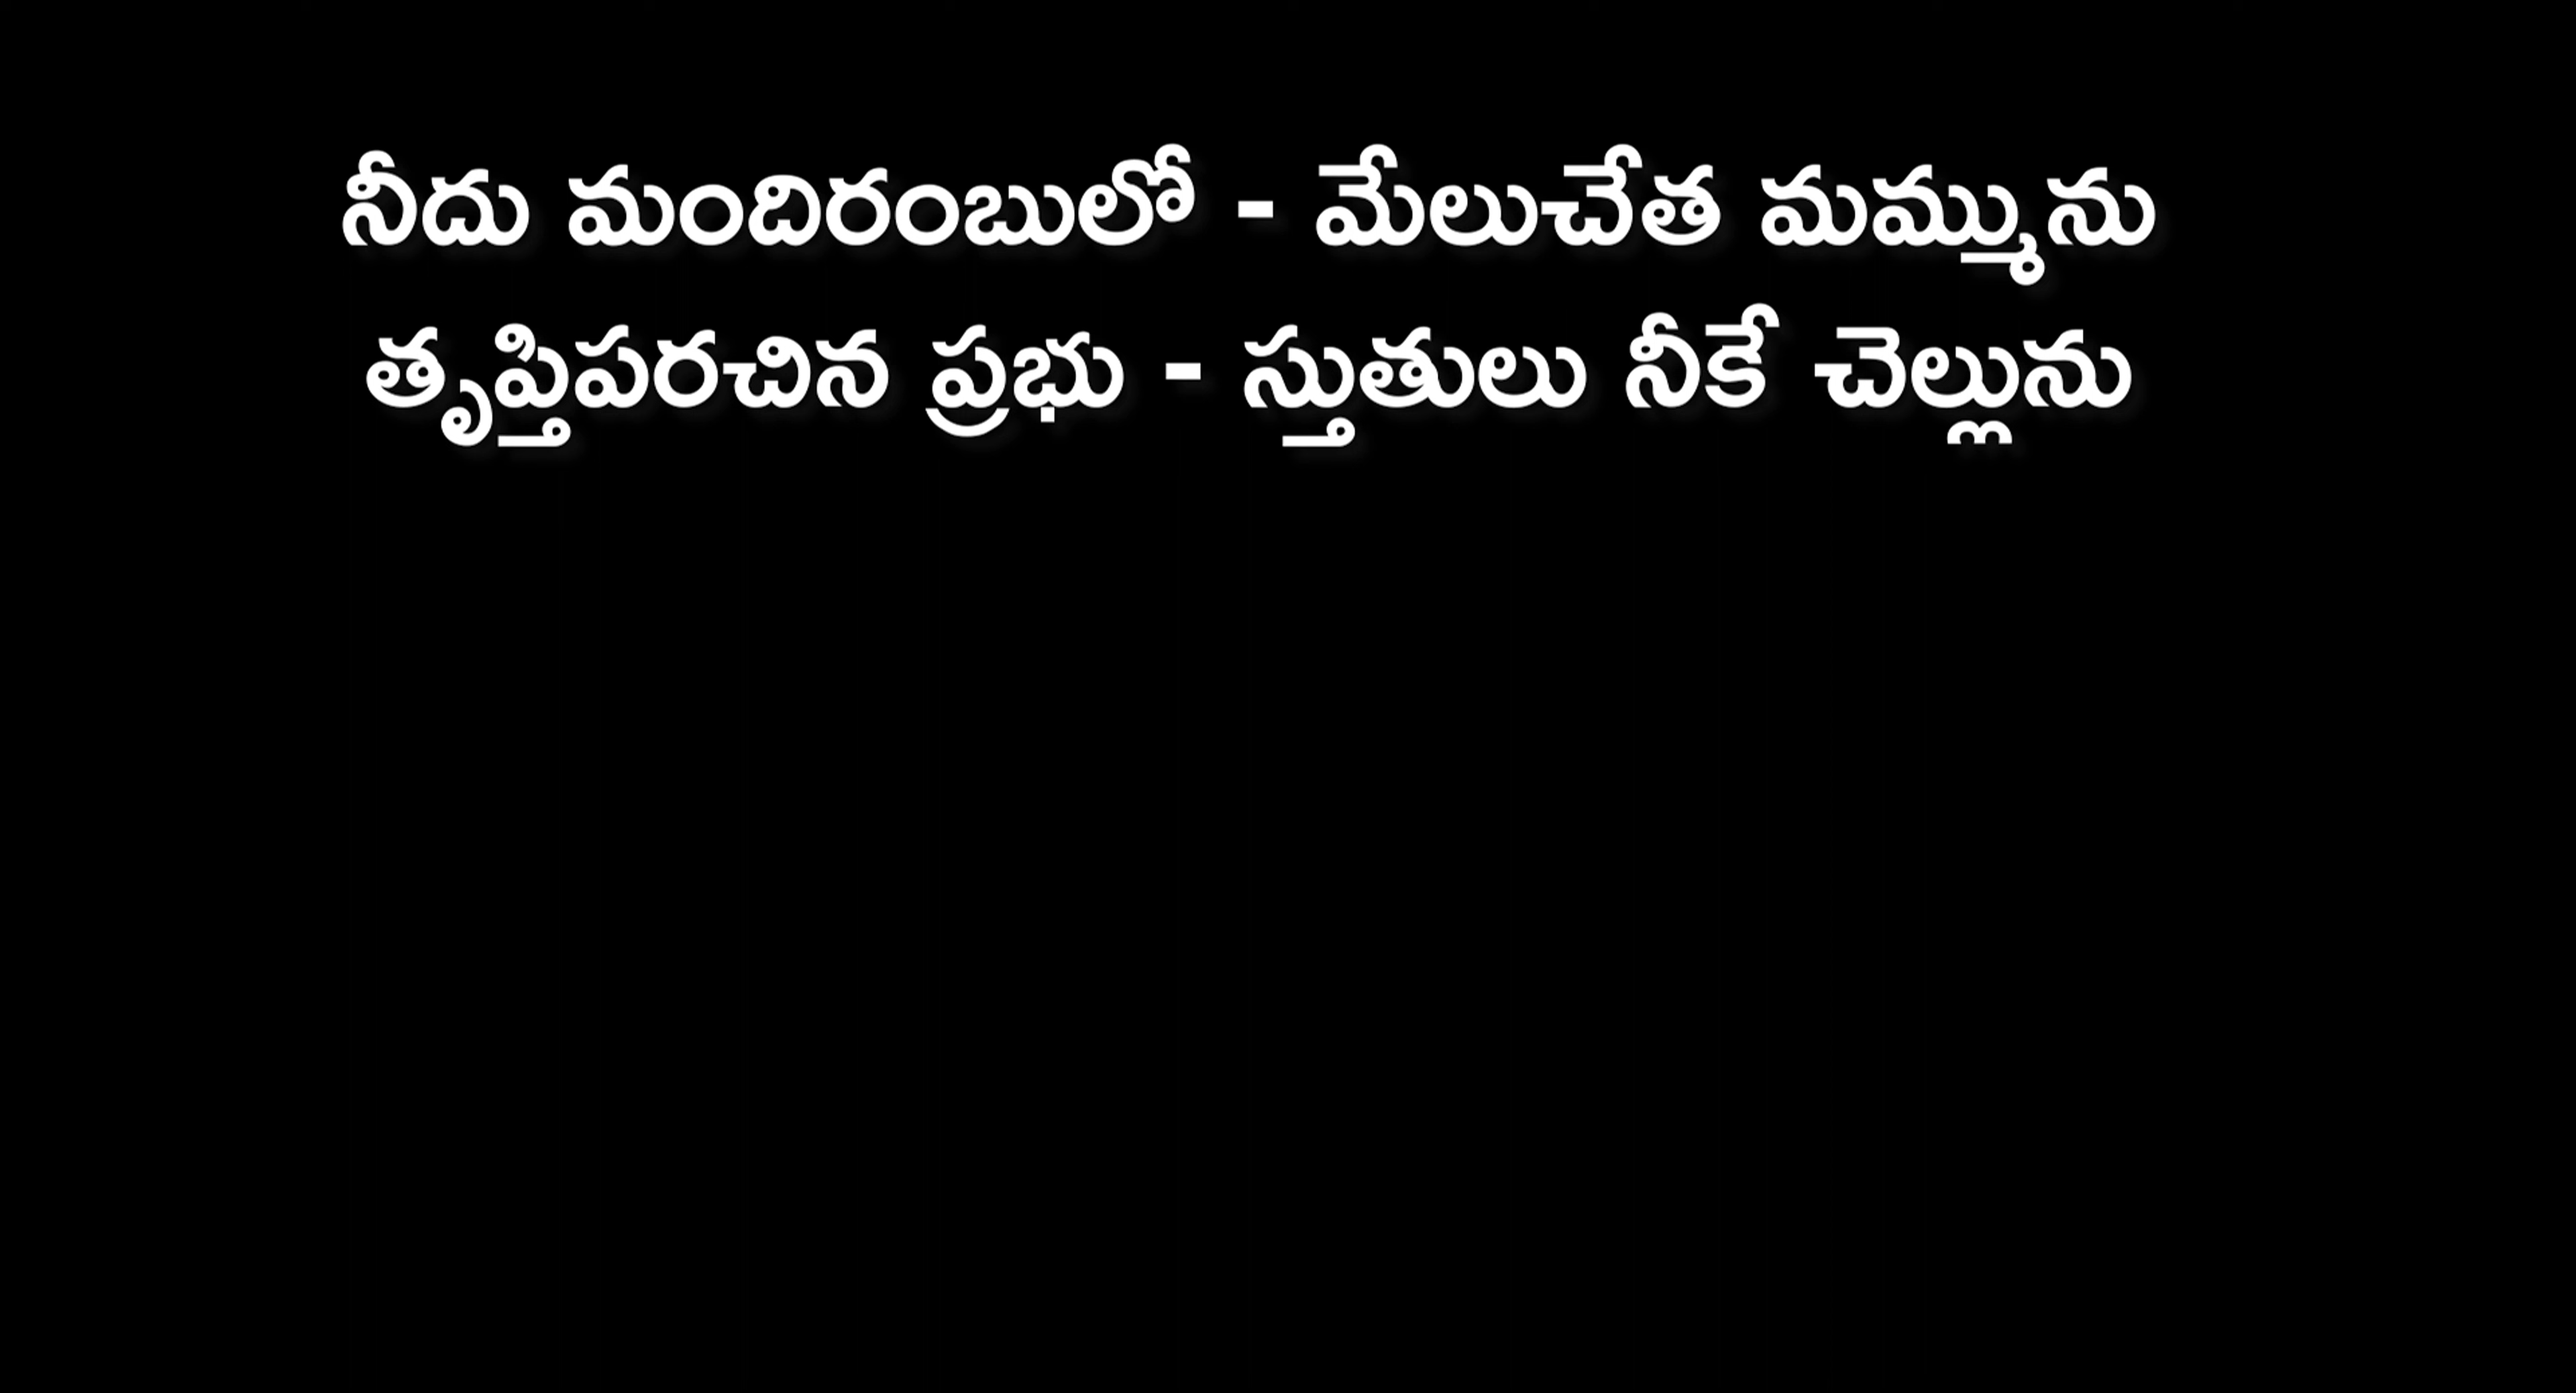 నీదు మందిరంబులో - మేలుచేత మమ్మును
తృప్తిపరచిన ప్రభు - స్తుతులు నీకే చెల్లును